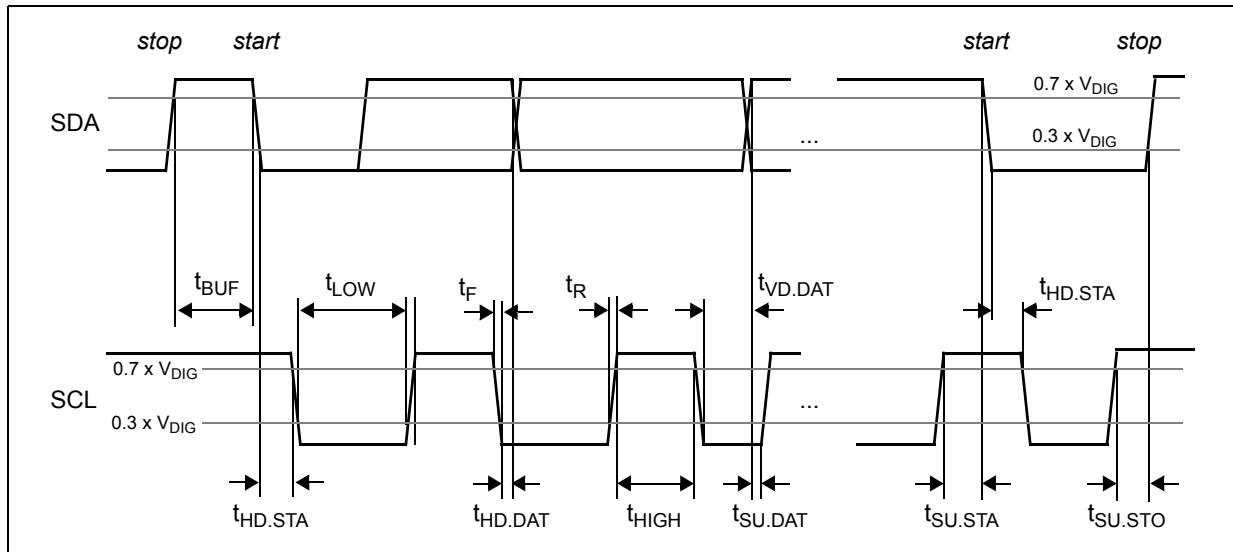 stop start start stop
0.7 x VDIG
SDA
0.3 x VDIG
...
tBUF tLOW tF tR tVD.DAT tHD.STA
0.7 x VDIG
SCL
...
0.3 x VDIG
tHD.STA tHD.DAT tHIGH tSU.DAT tSU.STA tSU.STO